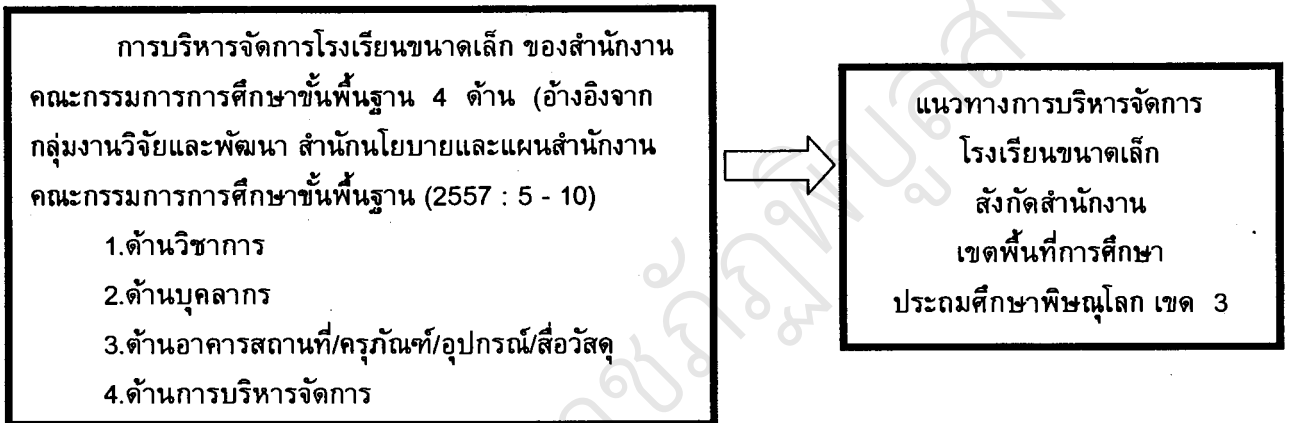 การบริหารจัดการโรงเรียนขนาดเล็ก ของสำนักงาน
คณะกรรมการการศึกษาขั้นพื้นฐาน 4 ด้าน (อ้างอิงจาก
กลุ่มงานวิจัยและพัฒนา สำนักนโยบายและแผนสำนักงาน
คณะกรรมการการศึกษาขั้นพื้นฐาน (2557 : 5 - 10)
1.ด้านวิชาการ
2.ด้านบุคลากร
3.ด้านอาคารสถานที่/ครุภัณฑ์/อุปกรณ์/สื่อวัสดุ
4.ด้านการบริหารจัดการ
แนวทางการบริหารจัดการ
โรงเรียนขนาดเล็ก
สังกัดสำนักงาน
เขตพื้นที่การศึกษา
ประถมศึกษาพิษณุโลก เขต 3